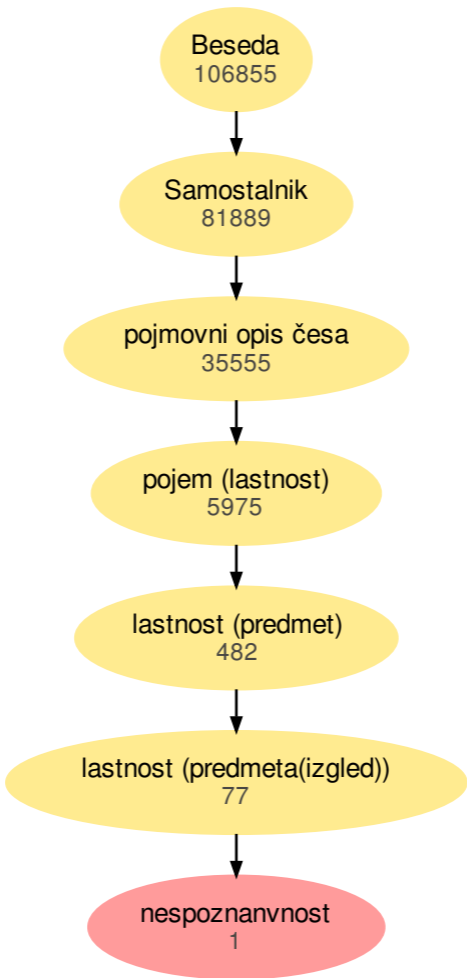 Beseda
106855
Samostalnik
81889
pojmovni opis česa
35555
pojem (lastnost)
5975
lastnost (predmet)
482
lastnost (predmeta(izgled))
77
nespoznanvnost
1